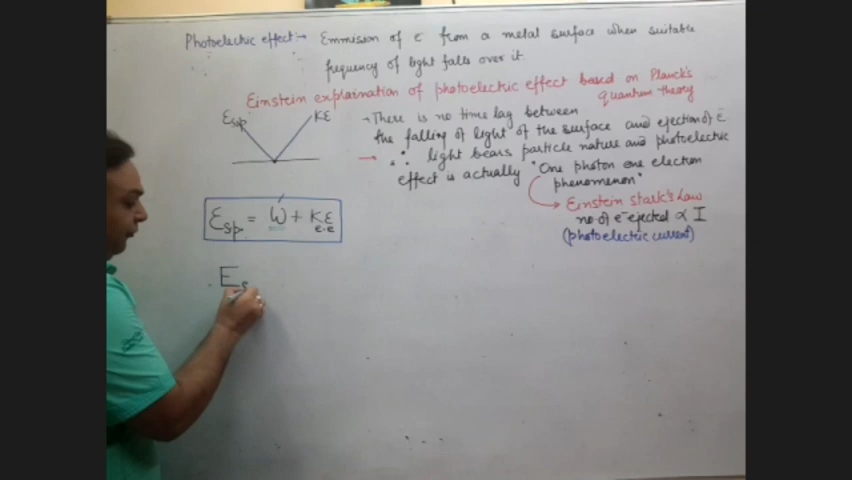 Photoelectric effect:→ Emmission of e⁻ from a metal surface when suitable
frequency of light falls over it.
Einstein explaination of photoelectric effect based on Planck's
quantum theory
Esp. KE
→ There is no time lag between
the falling of light of the surface and ejection of e⁻
→ ∴ light bears particle nature and photoelectric
effect is actually "One photon one electron
phenomenon"
→ Einstein stark's Law
no of e⁻ ejected ∝ I
(photoelectric current)
Esp. = W + KE
e.e
Es